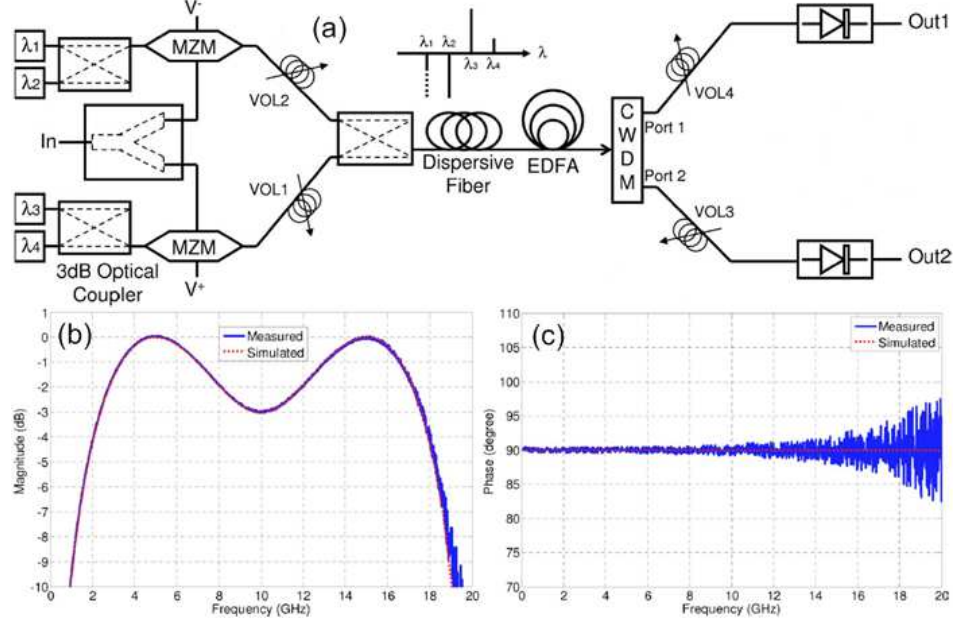 V-
(a)
λ1
λ2
MZM
VOL2
λ1 λ2
λ3 λ4
λ
In
C
W
D
M
VOL4
Port 1
Port 2
Out1
Dispersive
Fiber
EDFA
VOL1
VOL3
λ3
λ4
MZM
Out2
3dB Optical
Coupler
V+
(b)
Measured
Simulated
1
0
-1
-2
-3
-4
-5
-6
-7
-8
-9
-10
Magnitude (dB)
0 2 4 6 8 10 12 14 16 18 20
Frequency (GHz)
(c)
Measured
Simulated
110
105
100
95
90
85
80
75
70
Phase (degree)
0 2 4 6 8 10 12 14 16 18 20
Frequency (GHz)